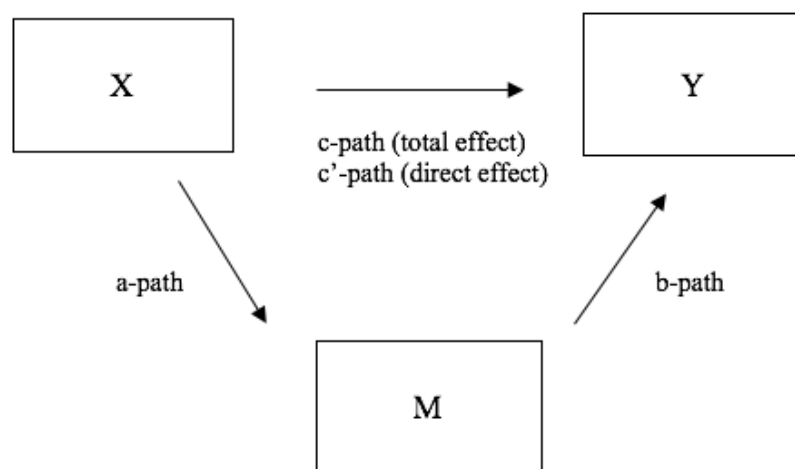 X
Y
c-path (total effect)
c’-path (direct effect)
a-path
b-path
M